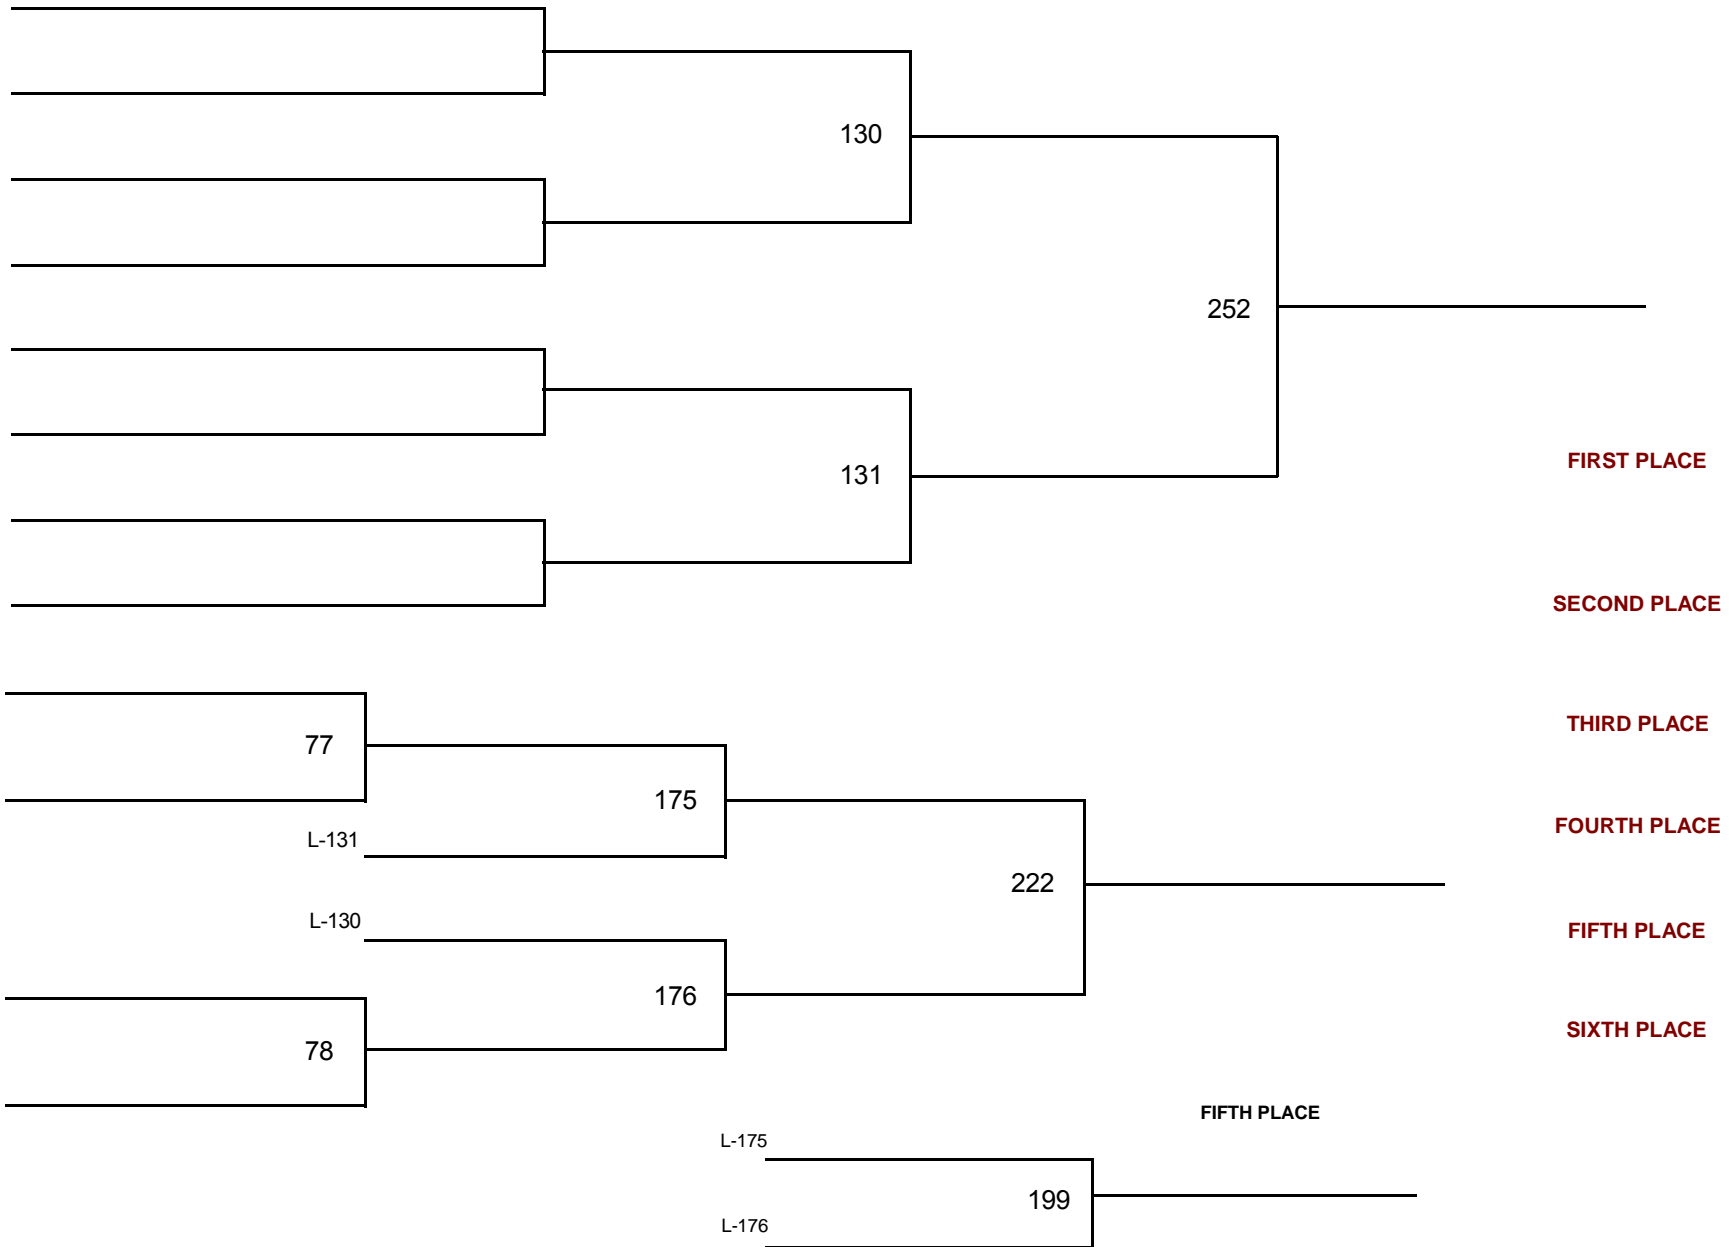 130
252
FIRST PLACE
131
SECOND PLACE
THIRD PLACE
77
175
FOURTH PLACE
L-131
222
L-130
FIFTH PLACE
176
SIXTH PLACE
78
FIFTH PLACE
L-175
199
L-176